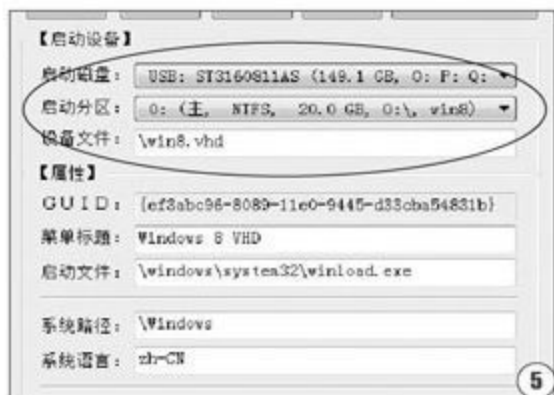 【启动设备】
启动磁盘： USB: ST3160811AS (149.1 GB, O: P: Q:
启动分区： O: (主, NTFS, 20.0 GB, O:\, win8)
设备文件： \win8.vhd
【属性】
GUID： {ef3abc96-8089-11e0-9445-d33cba54831b}
菜单标题： Windows 8 VHD
启动文件： \windows\system32\winload.exe
系统路径： \Windows
系统语言： zh-CN
5